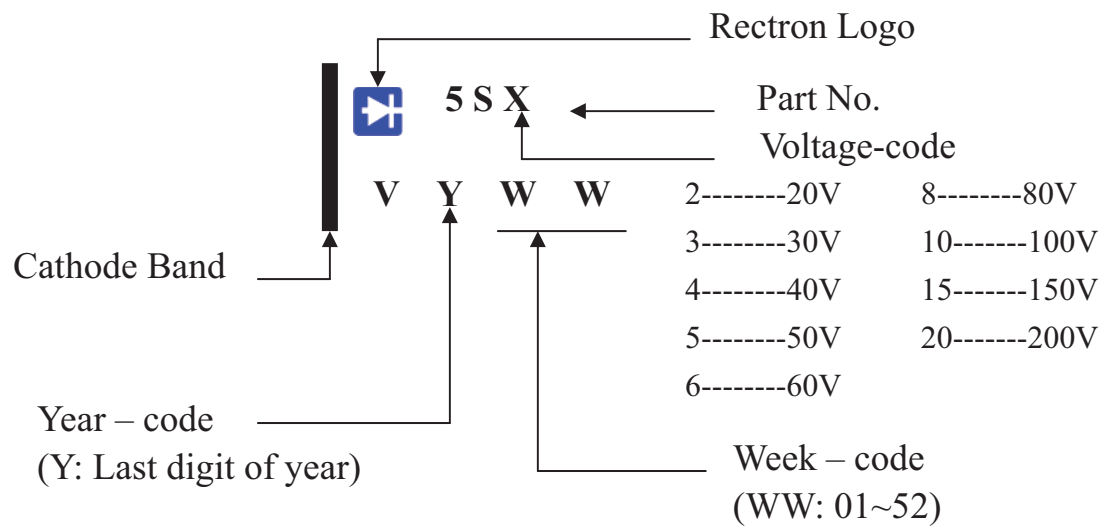 Rectron Logo
5 S X
Part No.
Voltage-code
V Y W W
2--------20V 8--------80V
3--------30V 10-------100V
Cathode Band
4--------40V 15-------150V
5--------50V 20-------200V
6--------60V
Year – code
(Y: Last digit of year)
Week – code
(WW: 01~52)